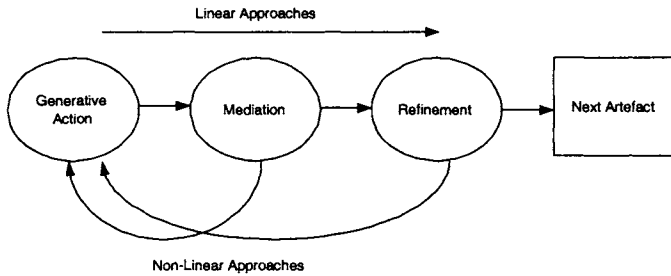 Linear Approaches
Generative
Action
Mediation
Refinement
Next Artefact
Non-Linear Approaches